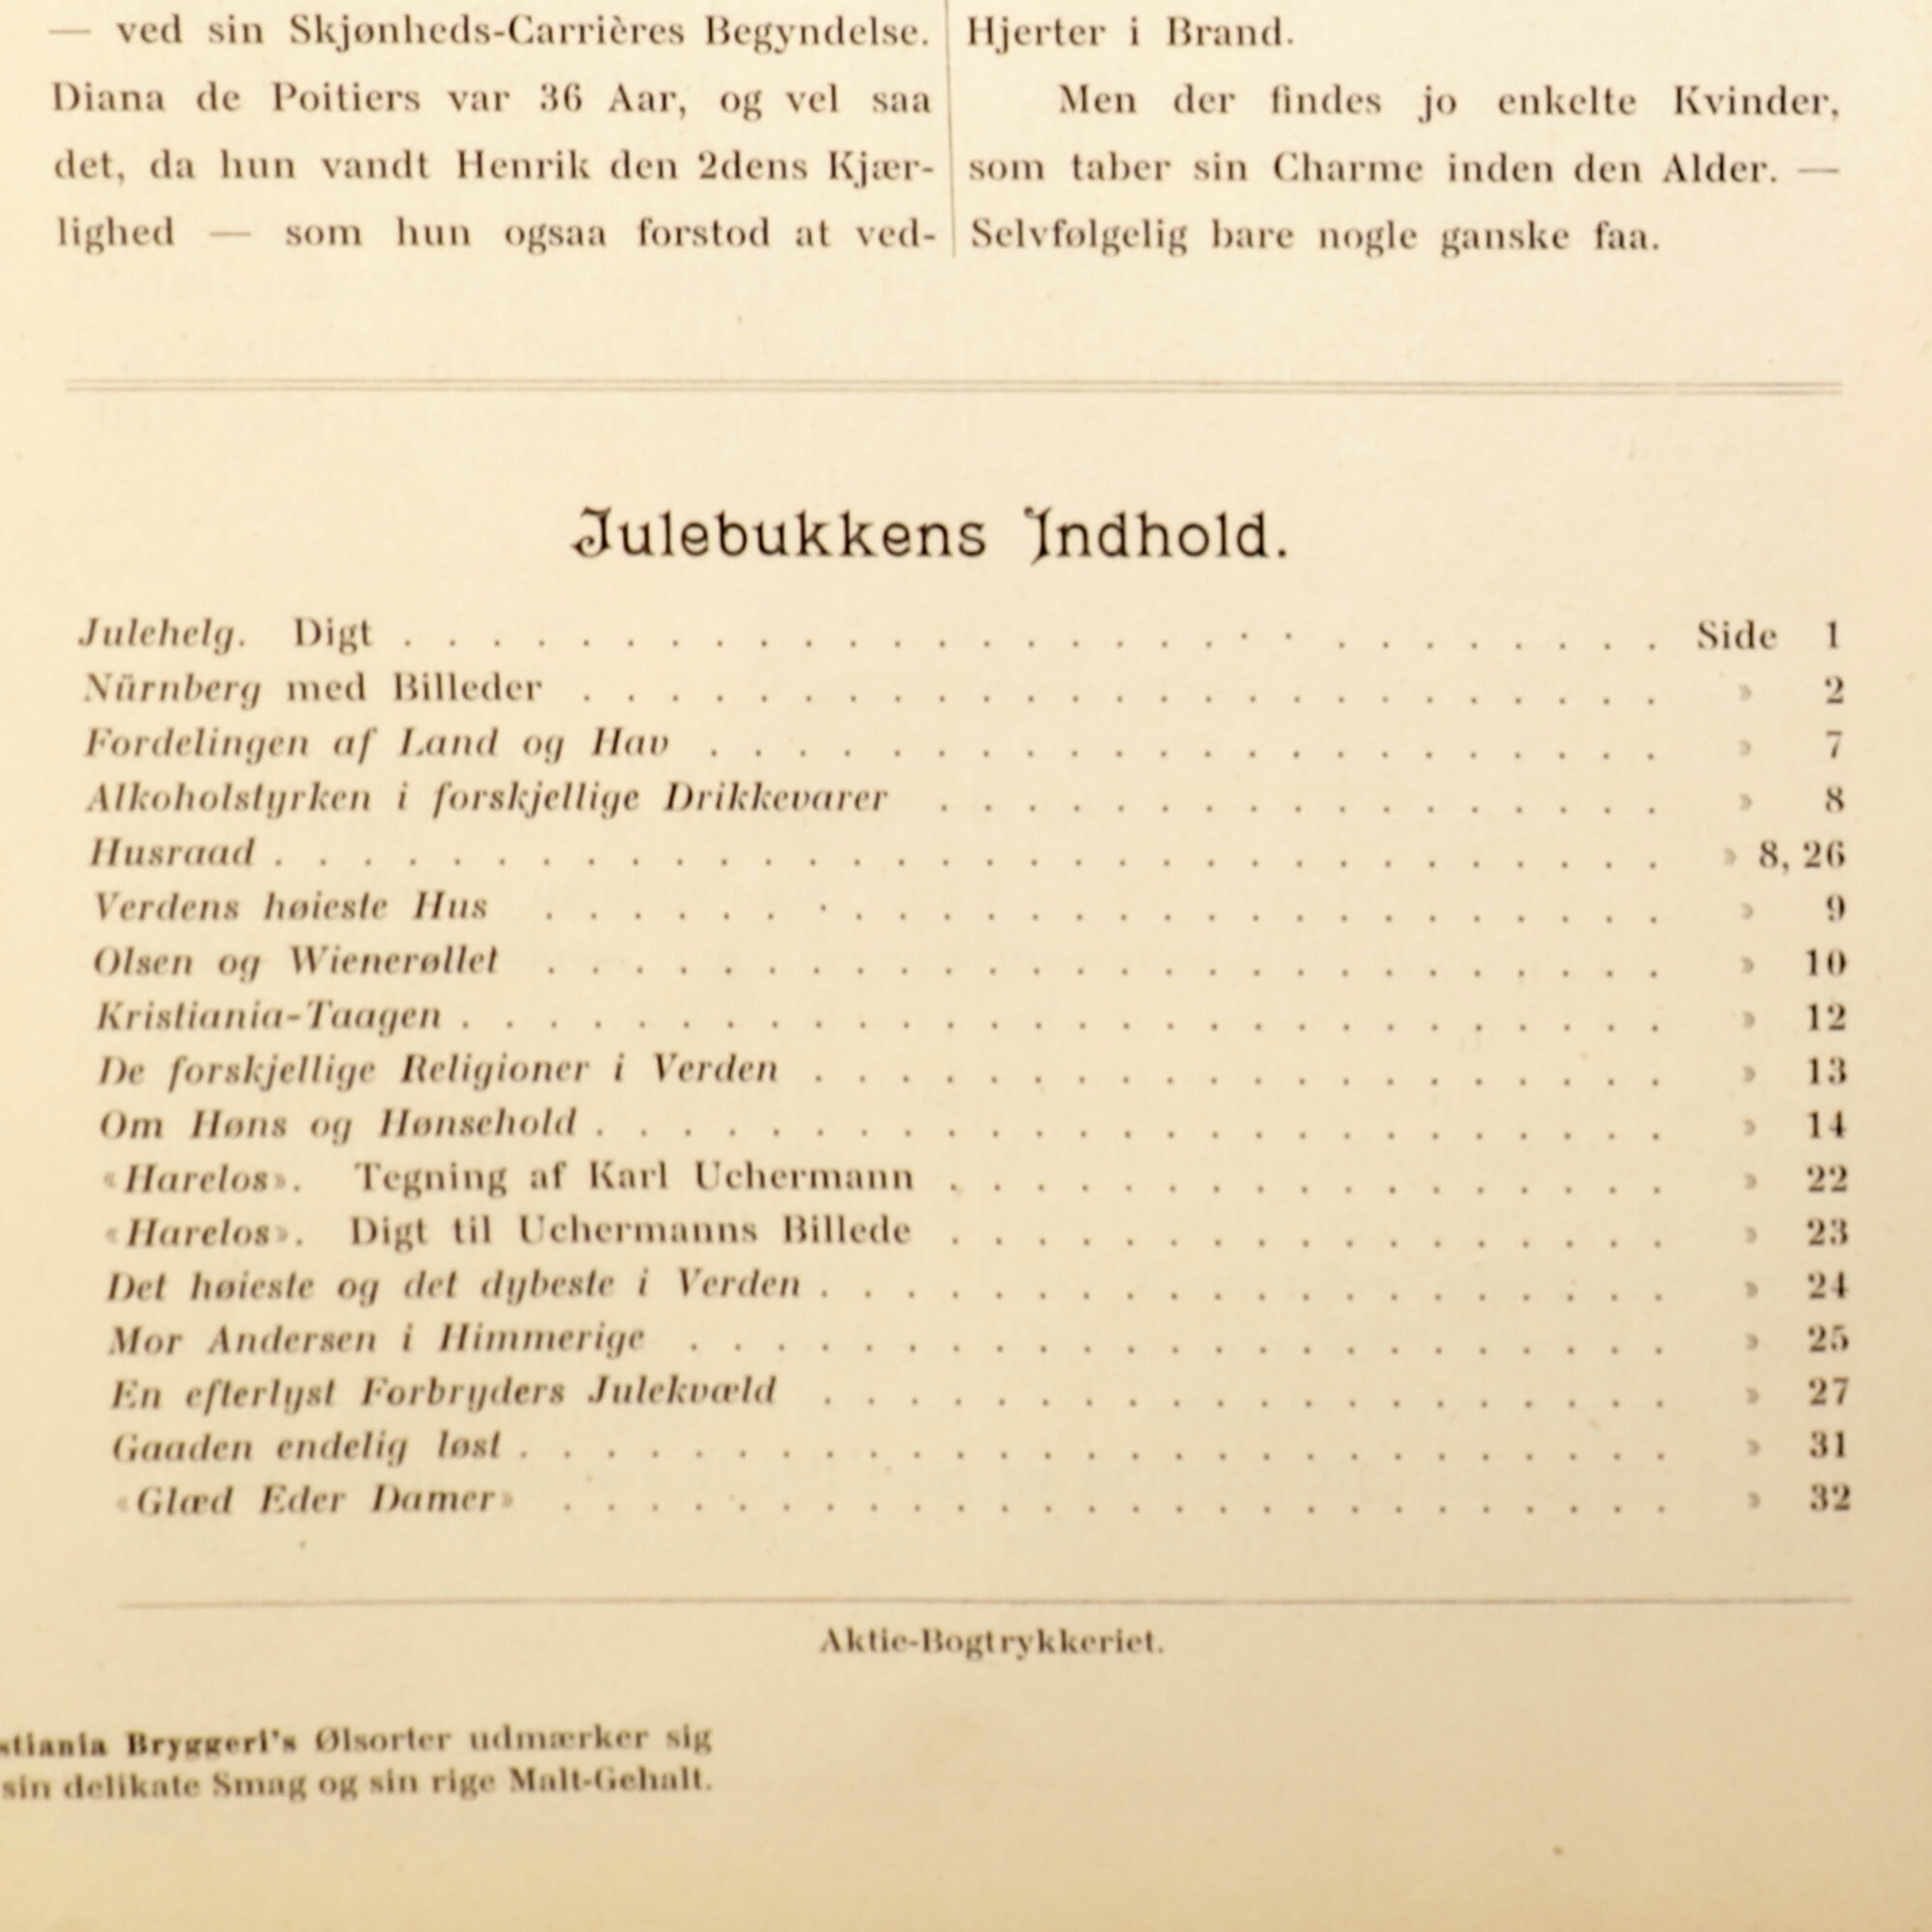 — ved sin Skjønheds-Carrières Begyndelse.
Diana de Poitiers var 36 Aar, og vel saa
det, da hun vandt Henrik den 2dens Kjær-
lighed — som hun ogsaa forstod at ved-
Hjerter i Brand.
Men der findes jo enkelte Kvinder,
som taber sin Charme inden den Alder. —
Selvfølgelig bare nogle ganske faa.
Julebukkens Indhold.
Julehelg. Digt . . . . . . . . . . . . . . . . . . . . . . . . . . . . . Side 1
Nürnberg med Billeder . . . . . . . . . . . . . . . . . . . . . . . . . » 2
Fordelingen af Land og Hav . . . . . . . . . . . . . . . . . . . . . . » 7
Alkoholstyrken i forskjellige Drikkevarer . . . . . . . . . . . . . . . . . » 8
Husraad . . . . . . . . . . . . . . . . . . . . . . . . . . . . . . . . » 8, 26
Verdens høieste Hus . . . . . . . . . . . . . . . . . . . . . . . . . . » 9
Olsen og Wienerøllet . . . . . . . . . . . . . . . . . . . . . . . . . . » 10
Kristiania-Taagen . . . . . . . . . . . . . . . . . . . . . . . . . . . . » 12
De forskjellige Religioner i Verden . . . . . . . . . . . . . . . . . . . . » 13
Om Høns og Hønsehold . . . . . . . . . . . . . . . . . . . . . . . . . » 14
«Harelos». Tegning af Karl Uchermann . . . . . . . . . . . . . . . . . » 22
«Harelos». Digt til Uchermanns Billede . . . . . . . . . . . . . . . . . » 23
Det høieste og det dybeste i Verden . . . . . . . . . . . . . . . . . . . . » 24
Mor Andersen i Himmerige . . . . . . . . . . . . . . . . . . . . . . . » 25
En efterlyst Forbryders Julekvæld . . . . . . . . . . . . . . . . . . . . » 27
Gaaden endelig løst . . . . . . . . . . . . . . . . . . . . . . . . . . . » 31
«Glæd Eder Damer» . . . . . . . . . . . . . . . . . . . . . . . . . . » 32
Aktie-Bogtrykkeriet.
stiania Bryggeri's Ølsorter udmærker sig
sin delikate Smag og sin rige Malt-Gehalt.